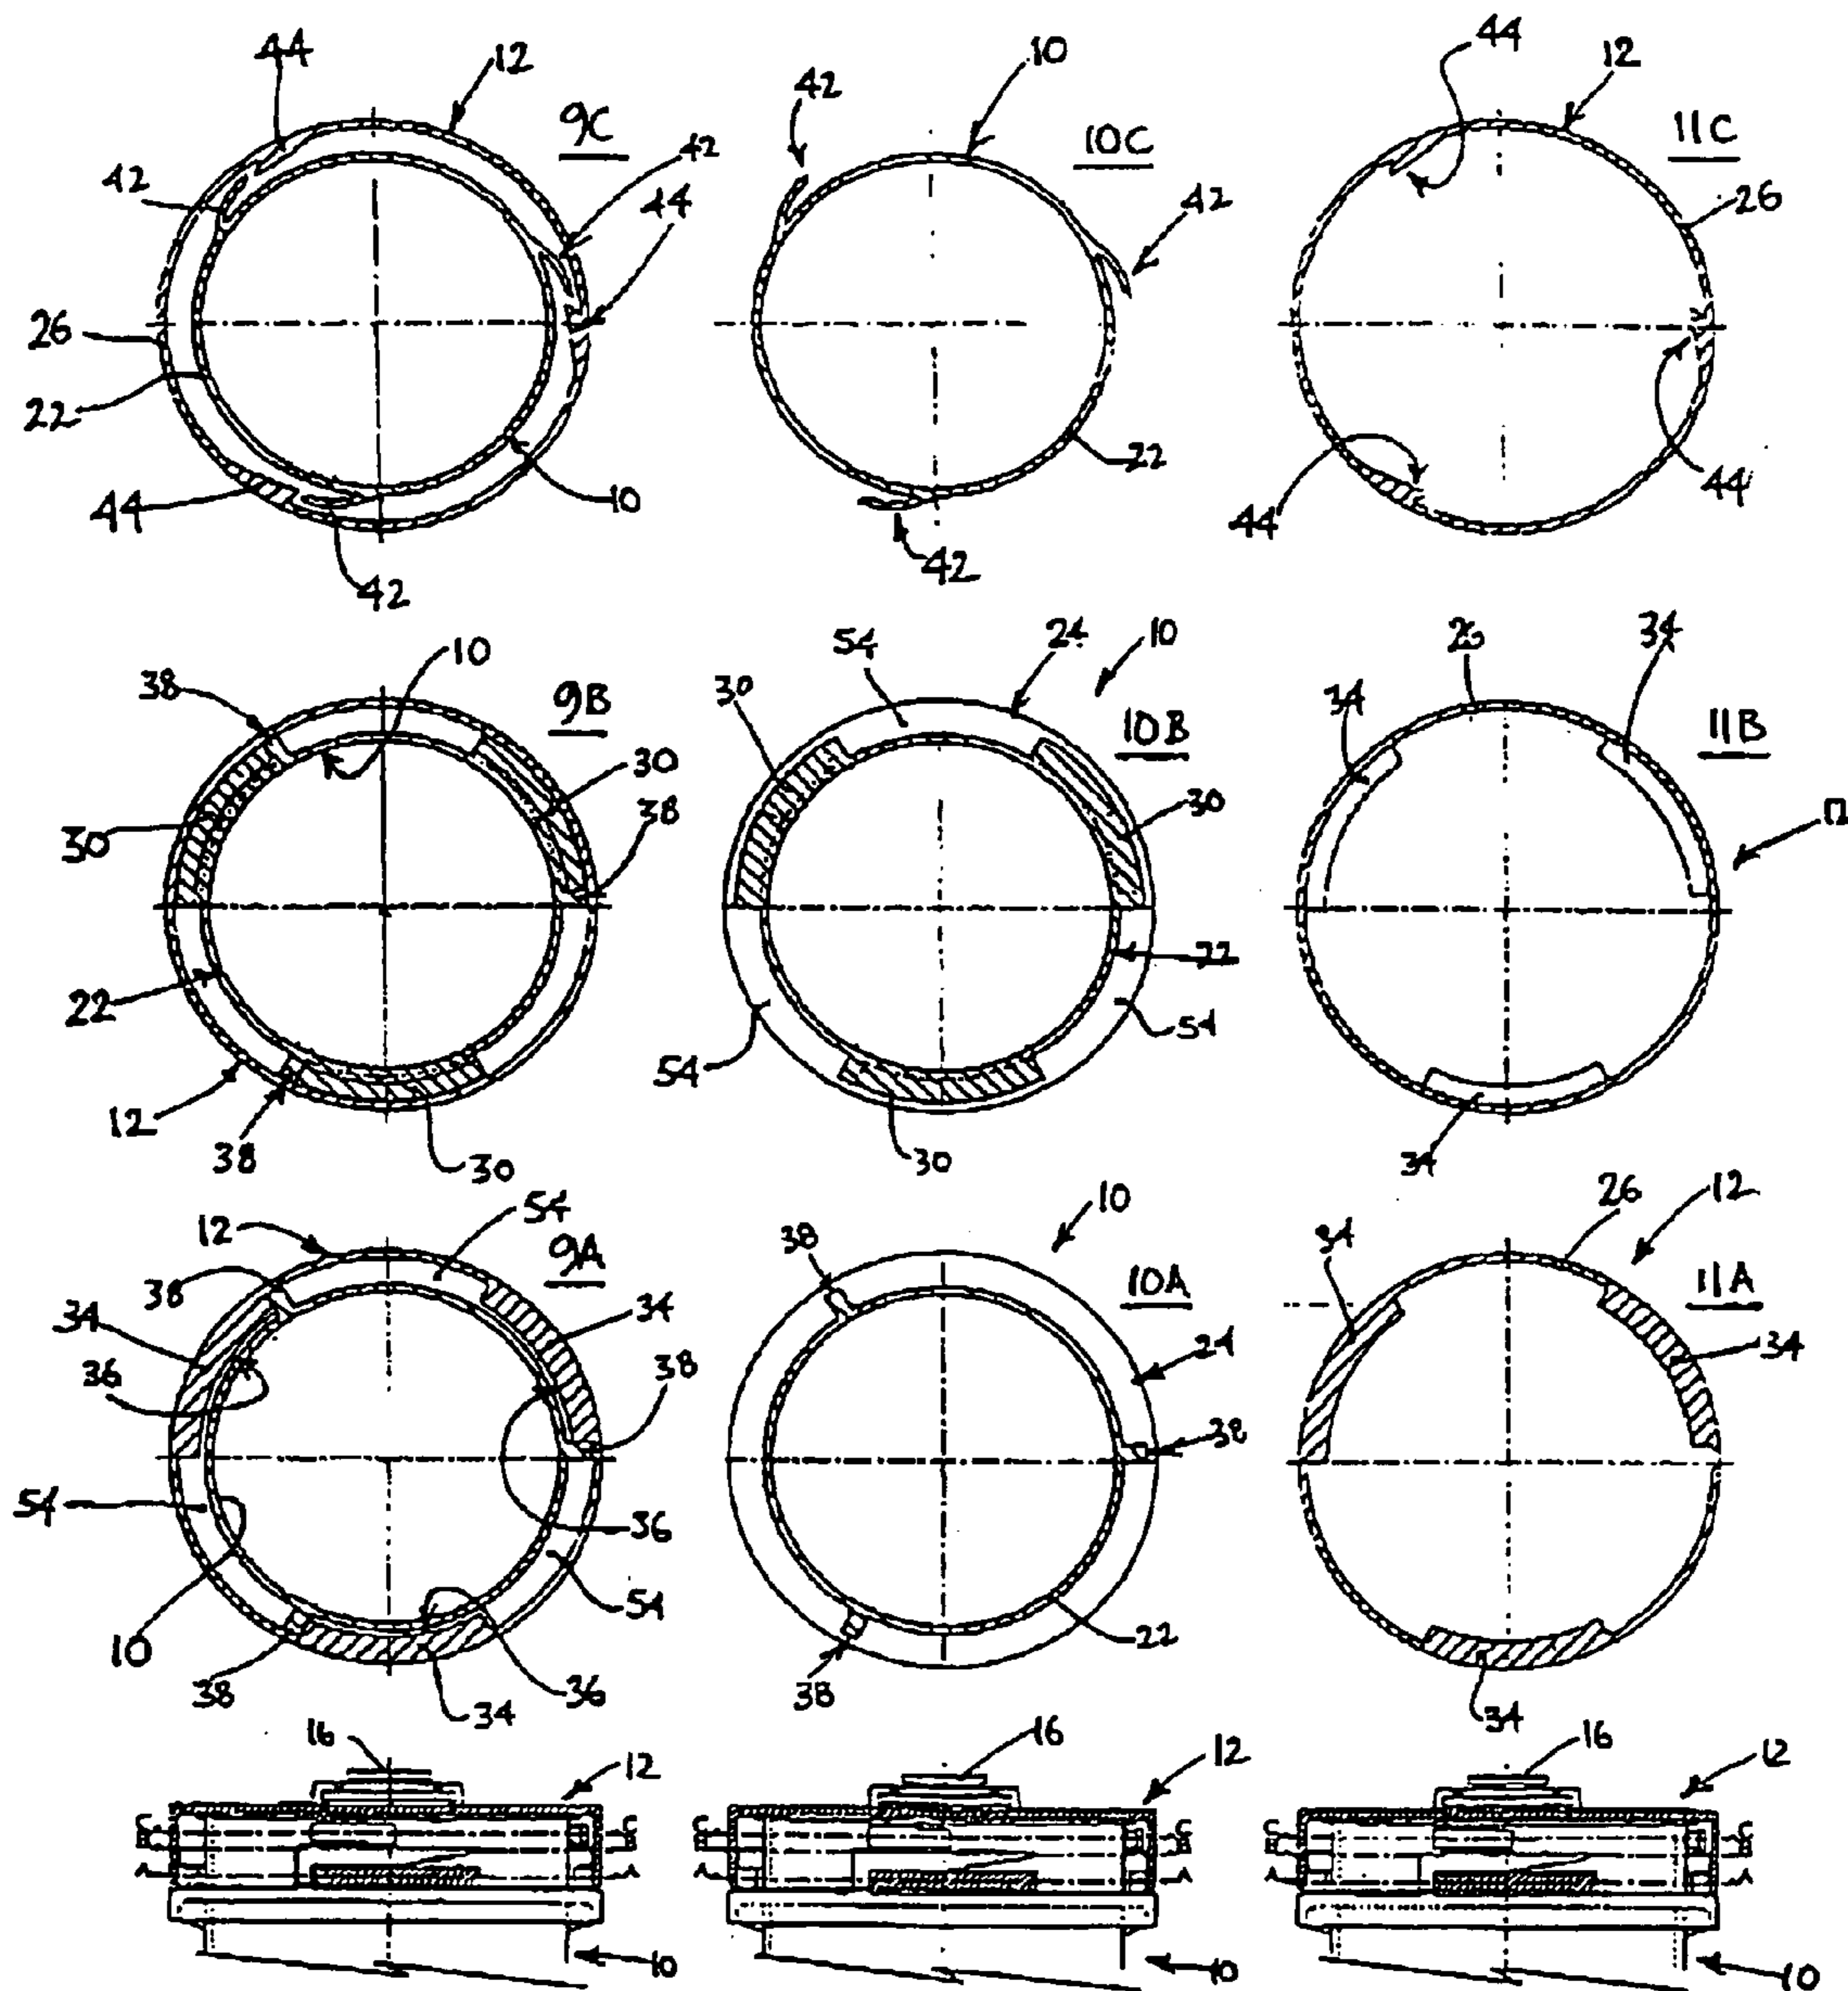 44 12 9C 42 44 42 26 22 44 42 10
42 10 10C 42 22 42
44 12 11C 26 44 44
38 10 9B 30 30 38 22 12 38 30
54 24 10 30 10B 30 22 54 54 30
26 34 34 11B 12 34
12 54 9A 38 34 34 36 38 54 36 10 54 38 34 36
10 38 10A 24 38 22 38
26 12 34 11A 34 34
16 12 C C B B A A 10
16 12 C C B B A A 10
16 12 C C B B A A 10